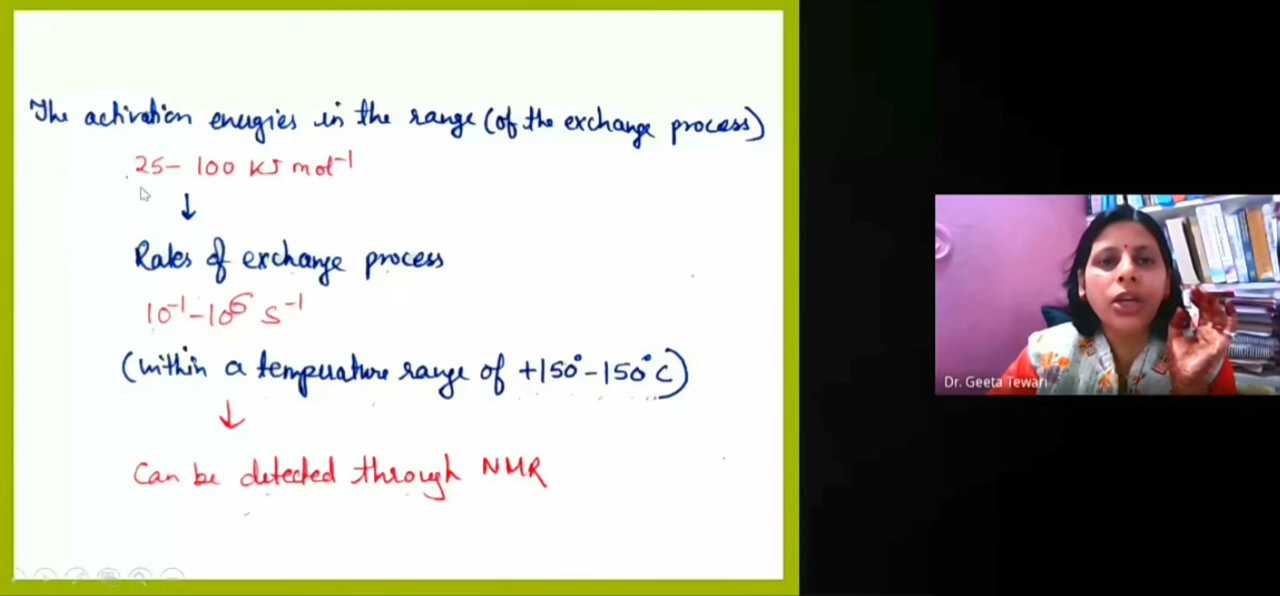 The activation energies in the range (of the exchange process)
25 - 100 KJ mol⁻¹
↓
Rates of exchange process
10⁻¹ - 10⁵ S⁻¹
(within a temperature range of +150° - 150°C)
↓
Can be detected through NMR
Dr. Geeta Tewari